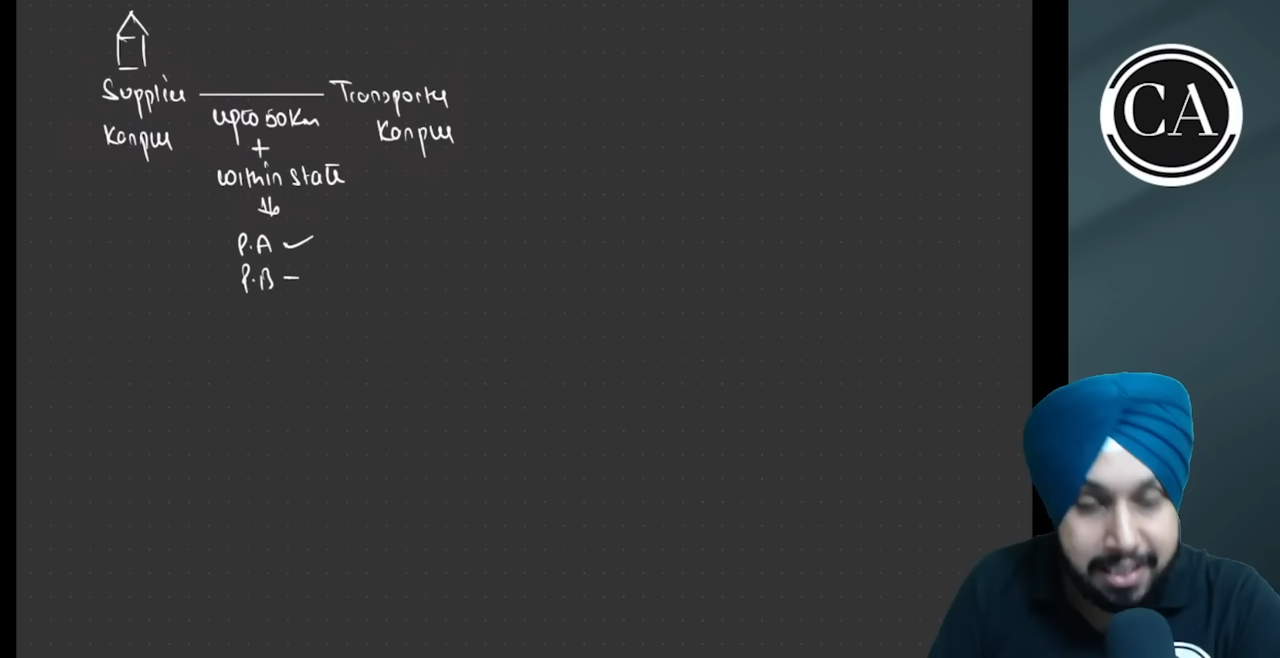 Supplier Transporter
Kanpur upto 50Km Kanpur
+
within state
P.A ✓
P.B –
CA